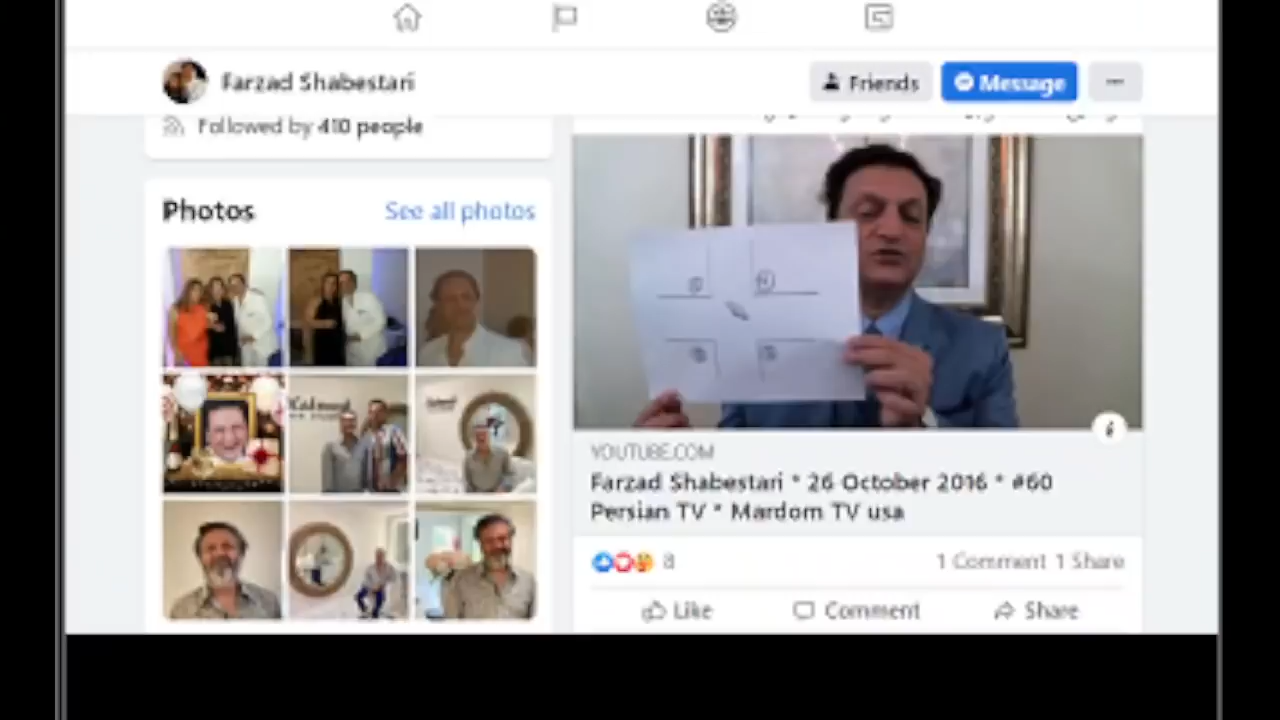 Farzad Shabestari
Friends
Message
Followed by 410 people
Photos
See all photos
YOUTUBE.COM
Farzad Shabestari * 26 October 2016 * #60
Persian TV * Mardom TV usa
8
1 Comment 1 Share
Like
Comment
Share